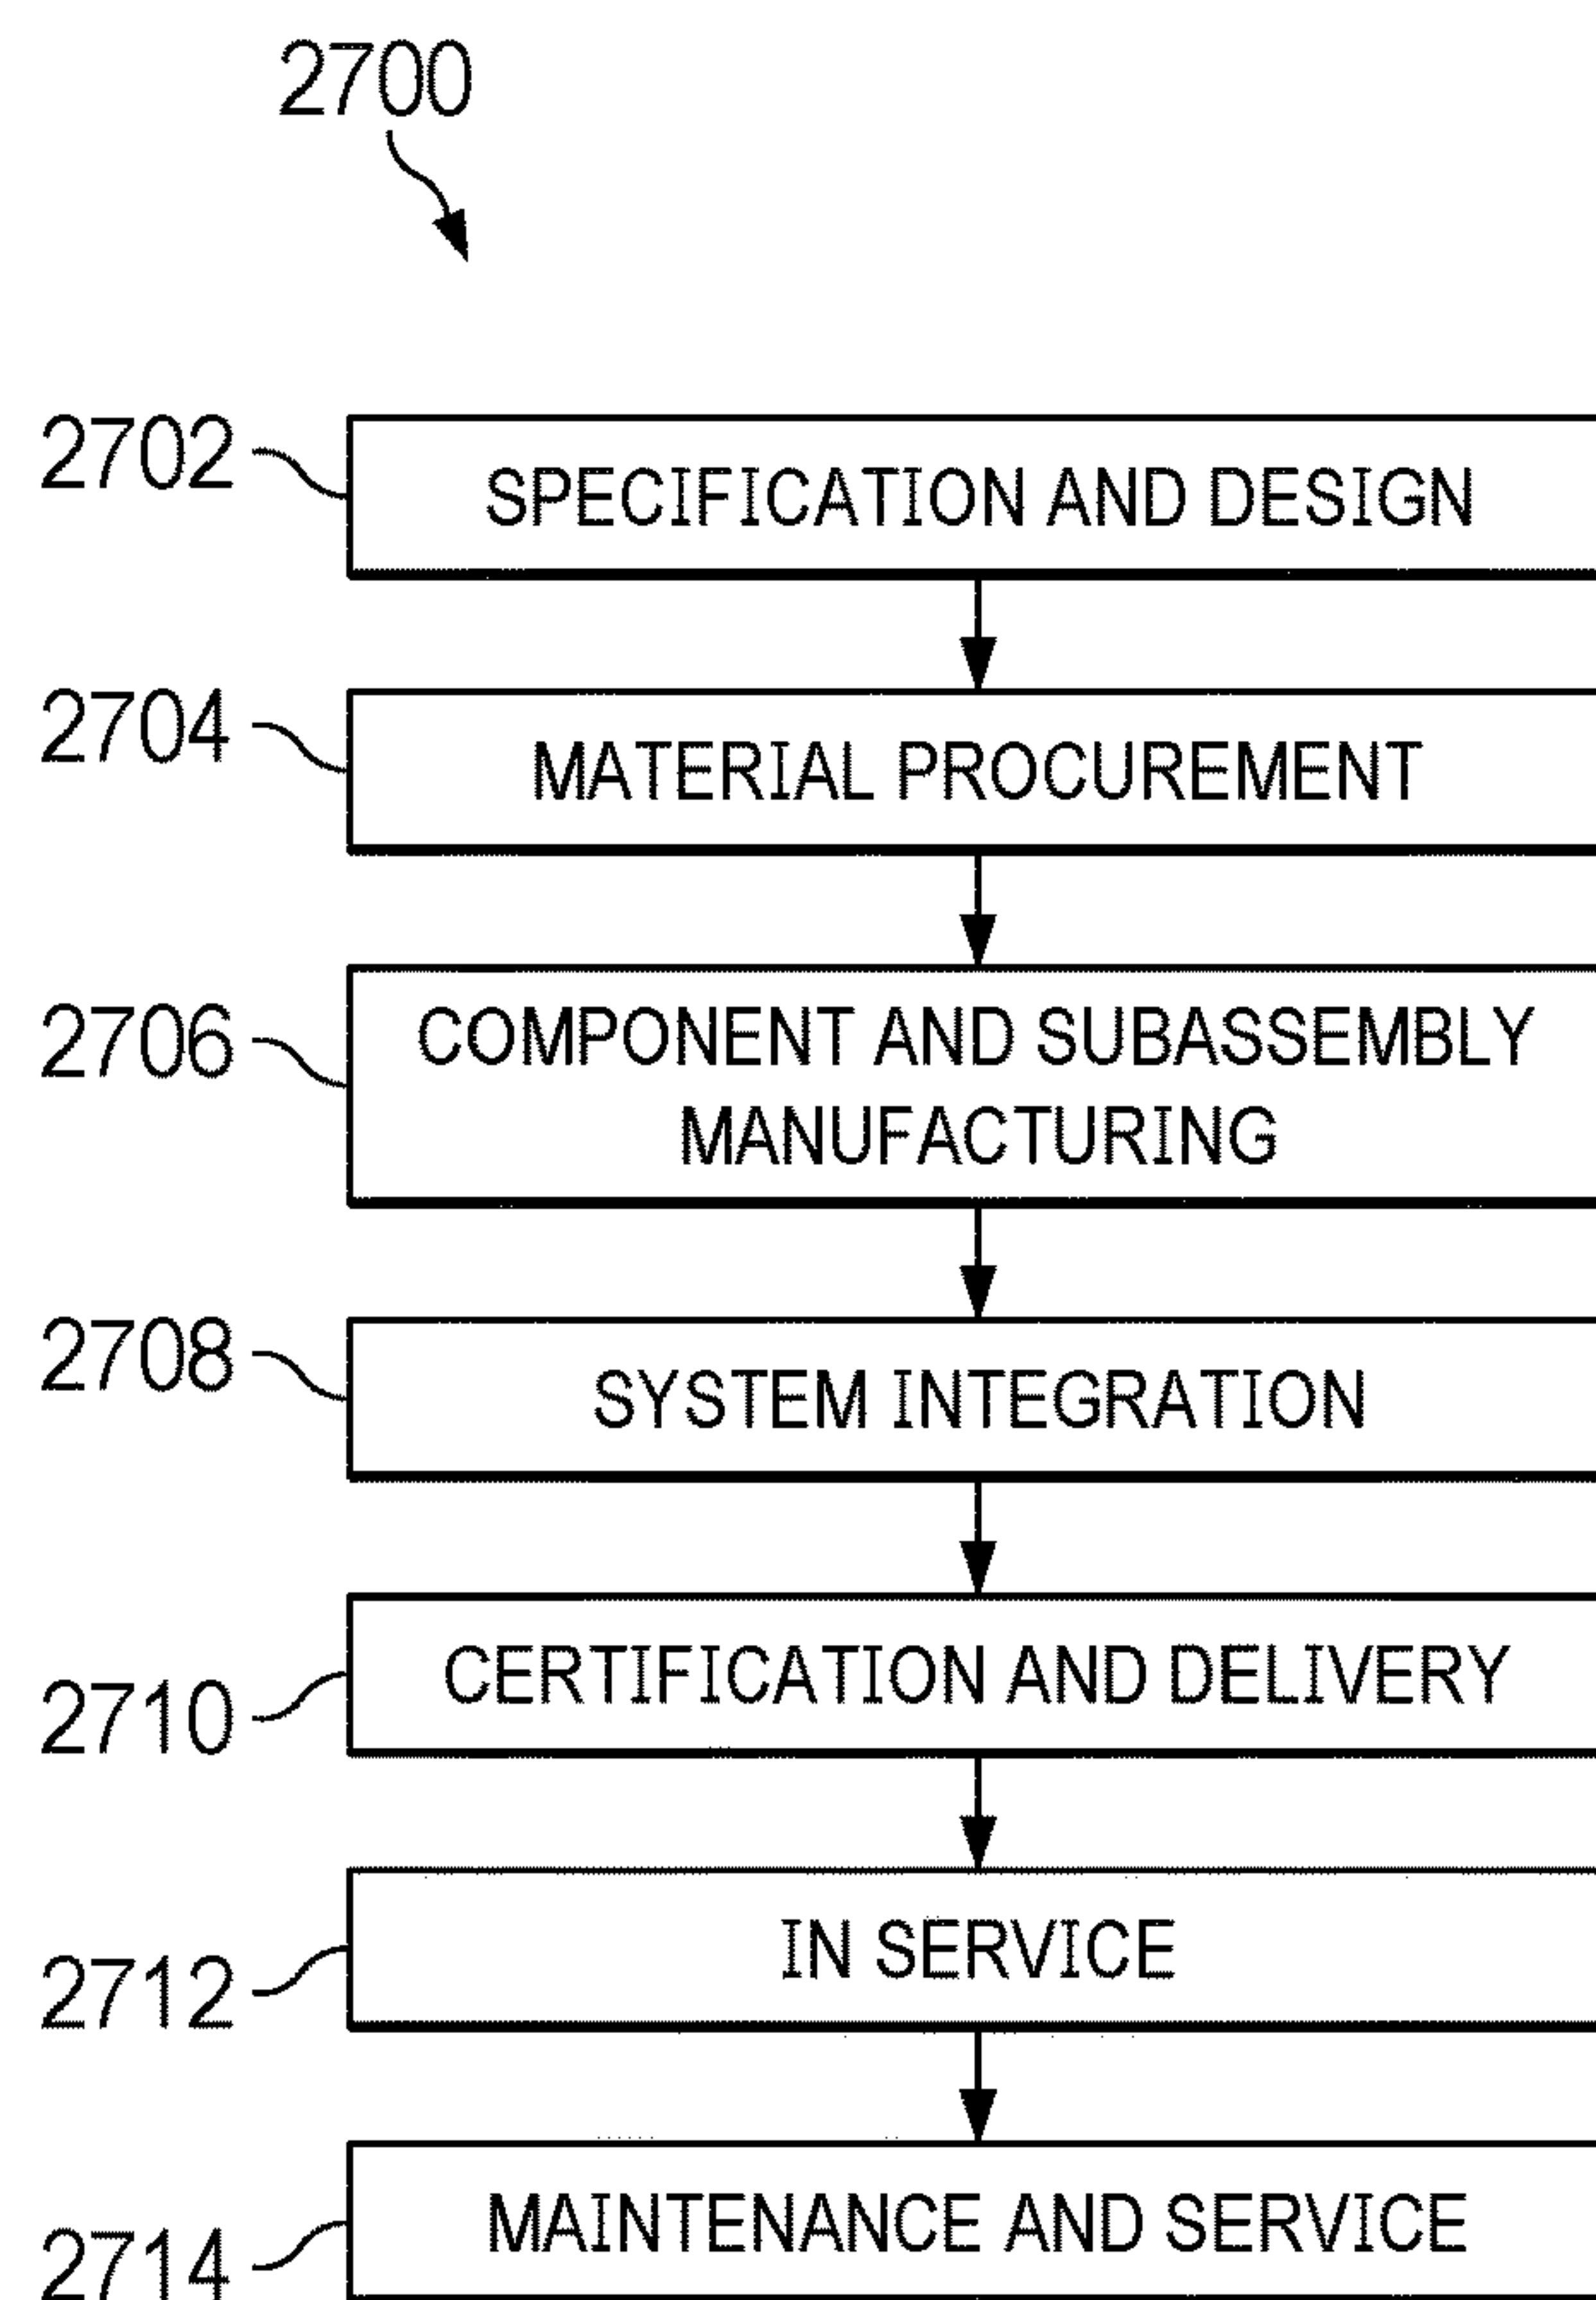 2700
2702 SPECIFICATION AND DESIGN
2704 MATERIAL PROCUREMENT
2706 COMPONENT AND SUBASSEMBLY
MANUFACTURING
2708 SYSTEM INTEGRATION
2710 CERTIFICATION AND DELIVERY
2712 IN SERVICE
2714 MAINTENANCE AND SERVICE